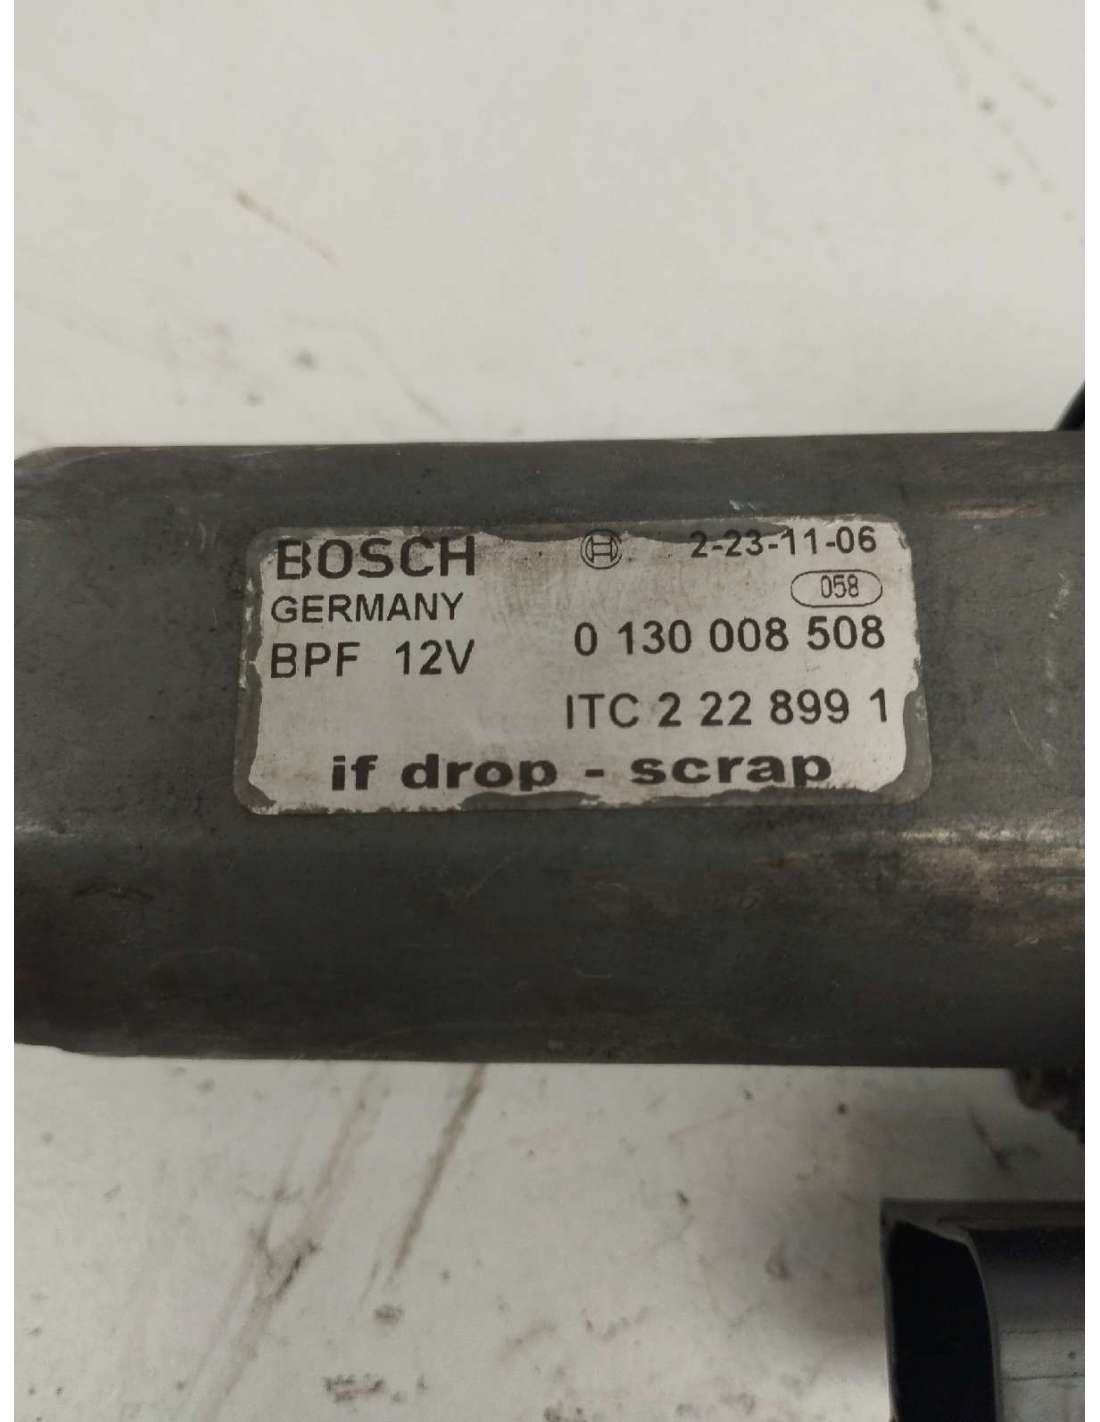 BOSCH 2-23-11-06
GERMANY 058
BPF 12V 0 130 008 508
ITC 2 22 899 1
if drop - scrap